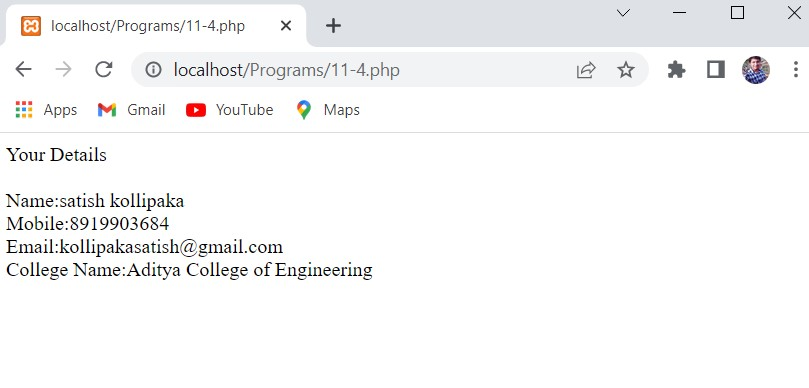 localhost/Programs/11-4.php
localhost/Programs/11-4.php
Apps Gmail YouTube Maps
Your Details
Name:satish kollipaka
Mobile:8919903684
Email:kollipakasatish@gmail.com
College Name:Aditya College of Engineering